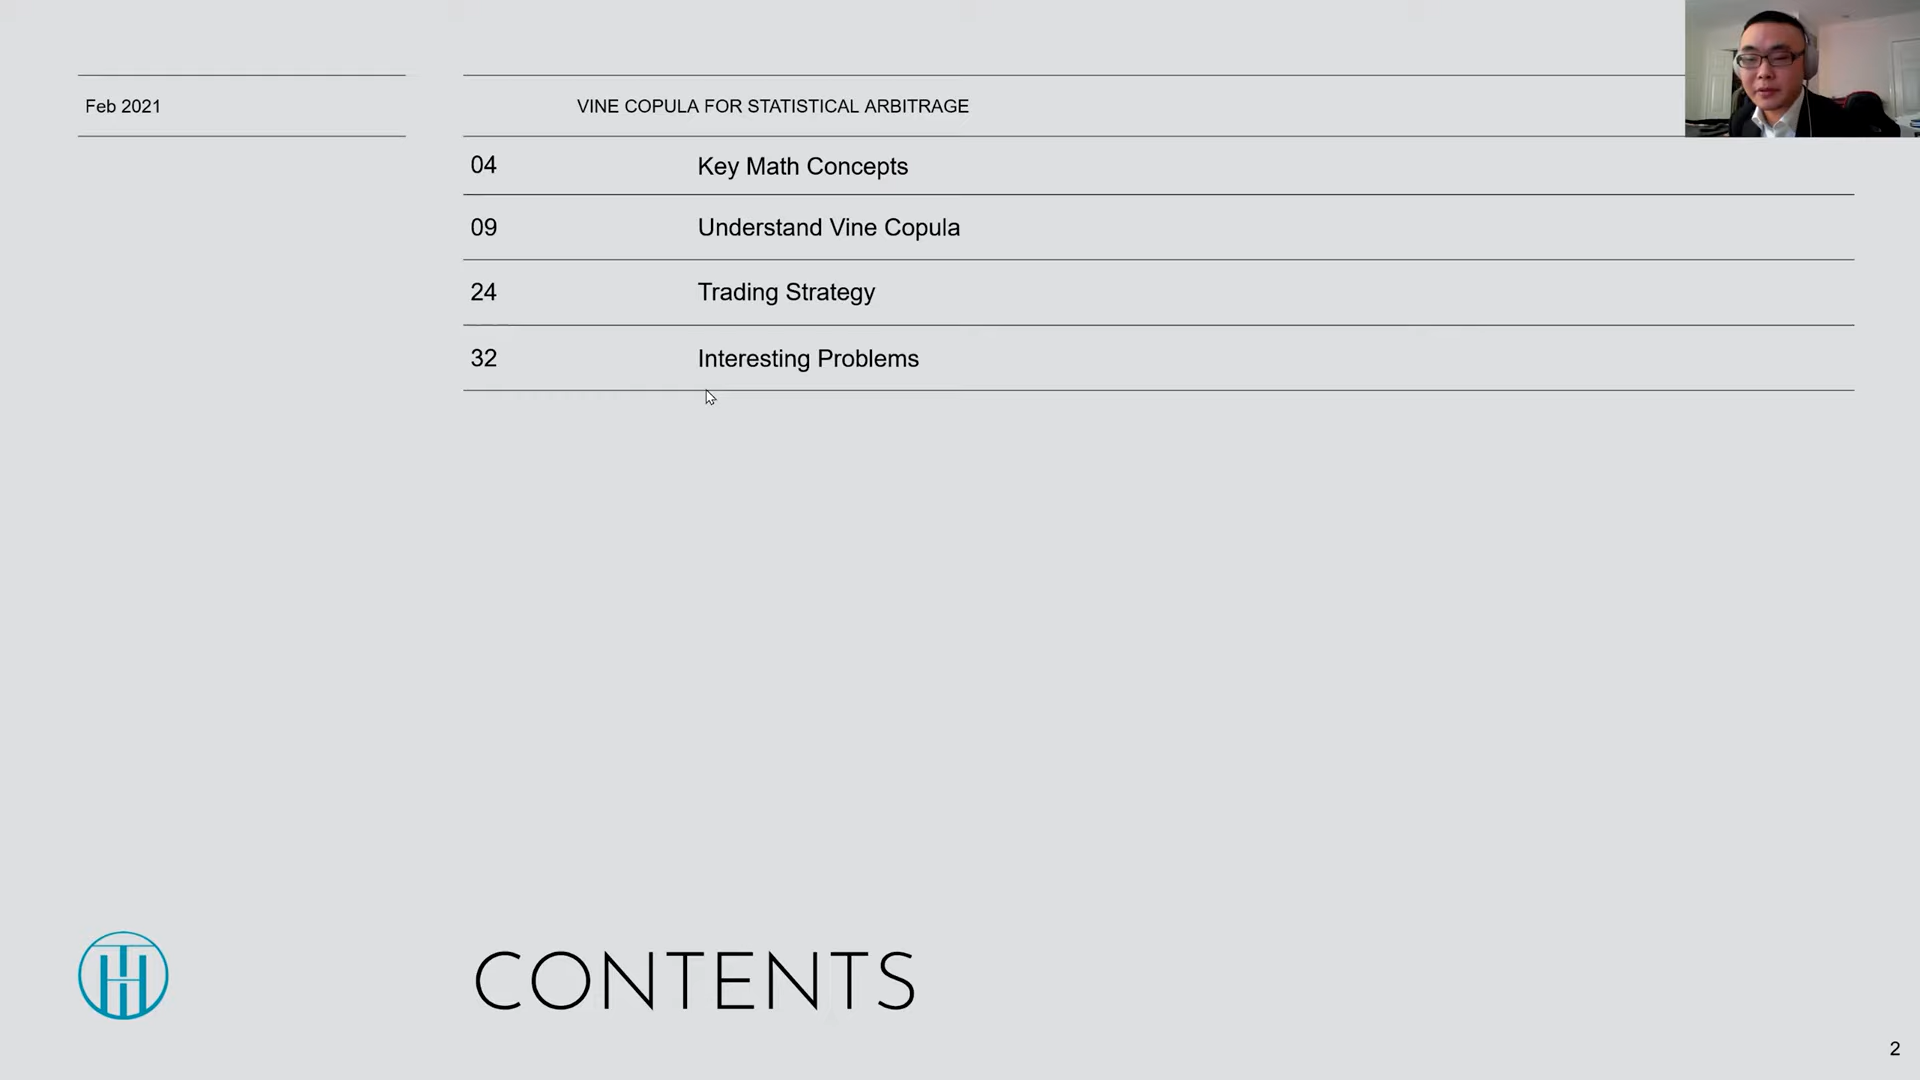 Feb 2021
VINE COPULA FOR STATISTICAL ARBITRAGE
04 Key Math Concepts
09 Understand Vine Copula
24 Trading Strategy
32 Interesting Problems
CONTENTS
2